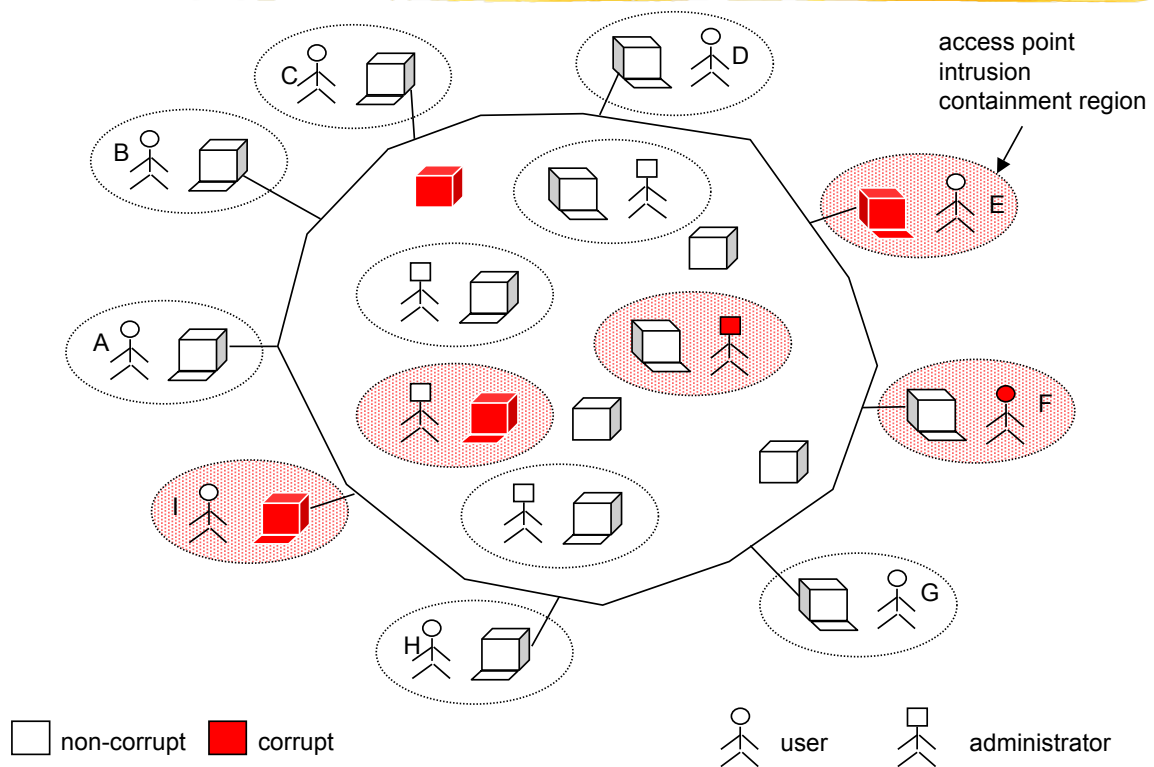 C
D
access point
intrusion
containment region
B
E
A
F
I
G
H
non-corrupt
corrupt
user
administrator